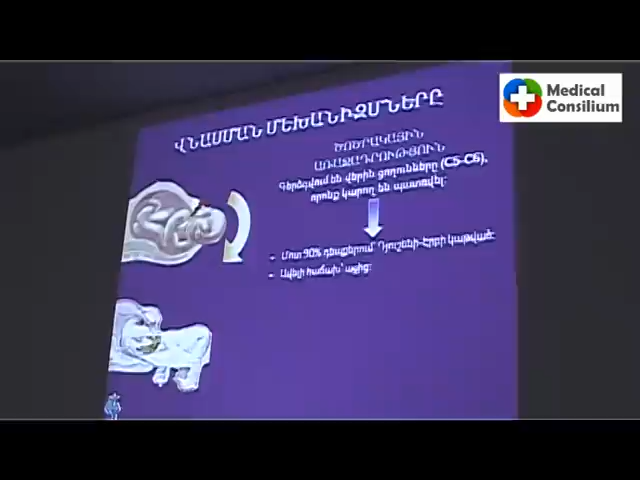 Medical
Consilium
ՎՆԱՍՄԱՆ ՄԵԽԱՆԻԶՄՆԵՐԸ
ԾՈԾՐԱԿԱՅԻՆ
ԱՌԱՋԱԴՐՈՒԹՅՈՒՆ
Գերձգվում են վերին ցողունները (C5-C6),
որոնք կարող են պատռվել:
- Մոտ 90% դեպքերում՝ Դյուշենի-Էրբի կաթված:
- Ավելի հաճախ՝ աջից: